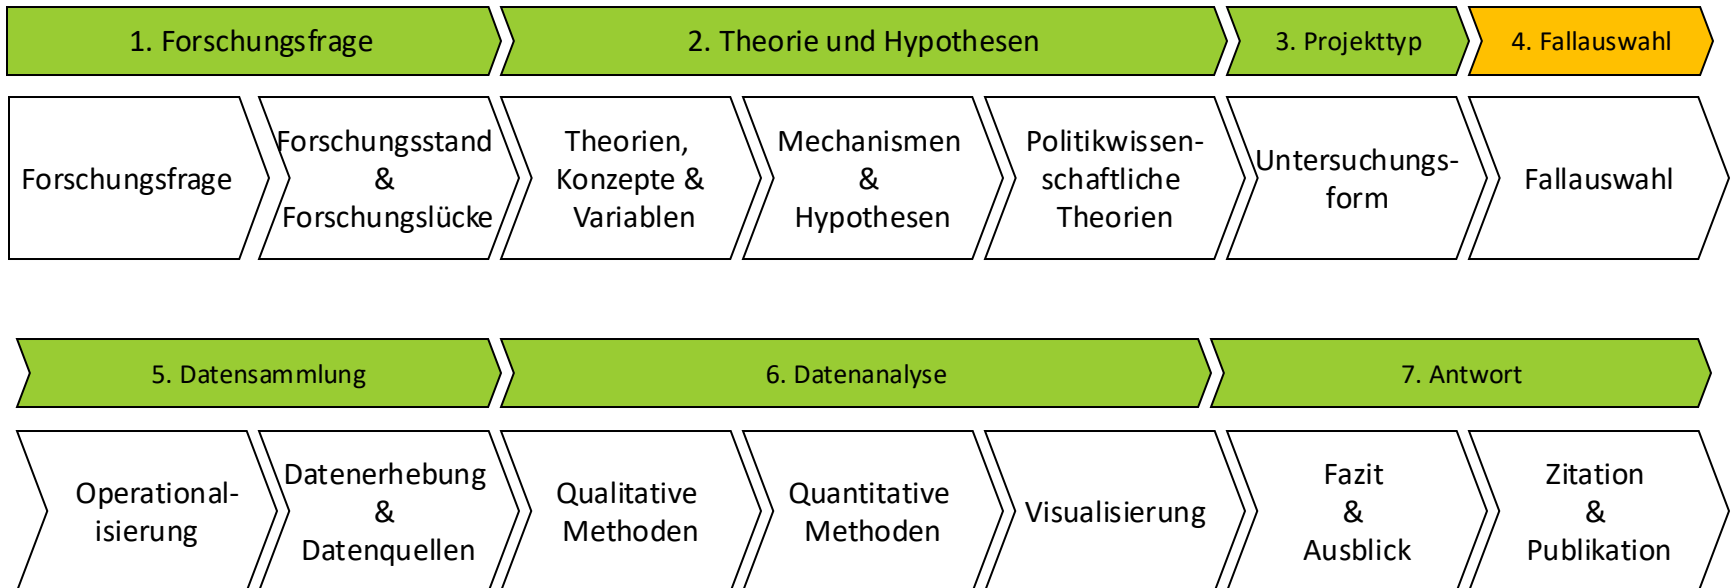 1. Forschungsfrage
2. Theorie und Hypothesen
3. Projekttyp
4. Fallauswahl
Forschungsfrage
Forschungsstand
&
Forschungslücke
Theorien,
Konzepte &
Variablen
Mechanismen
&
Hypothesen
Politikwissen-
schaftliche
Theorien
Untersuchungs-
form
Fallauswahl
5. Datensammlung
6. Datenanalyse
7. Antwort
Operational-
isierung
Datenerhebung
&
Datenquellen
Qualitative
Methoden
Quantitative
Methoden
Visualisierung
Fazit
&
Ausblick
Zitation
&
Publikation